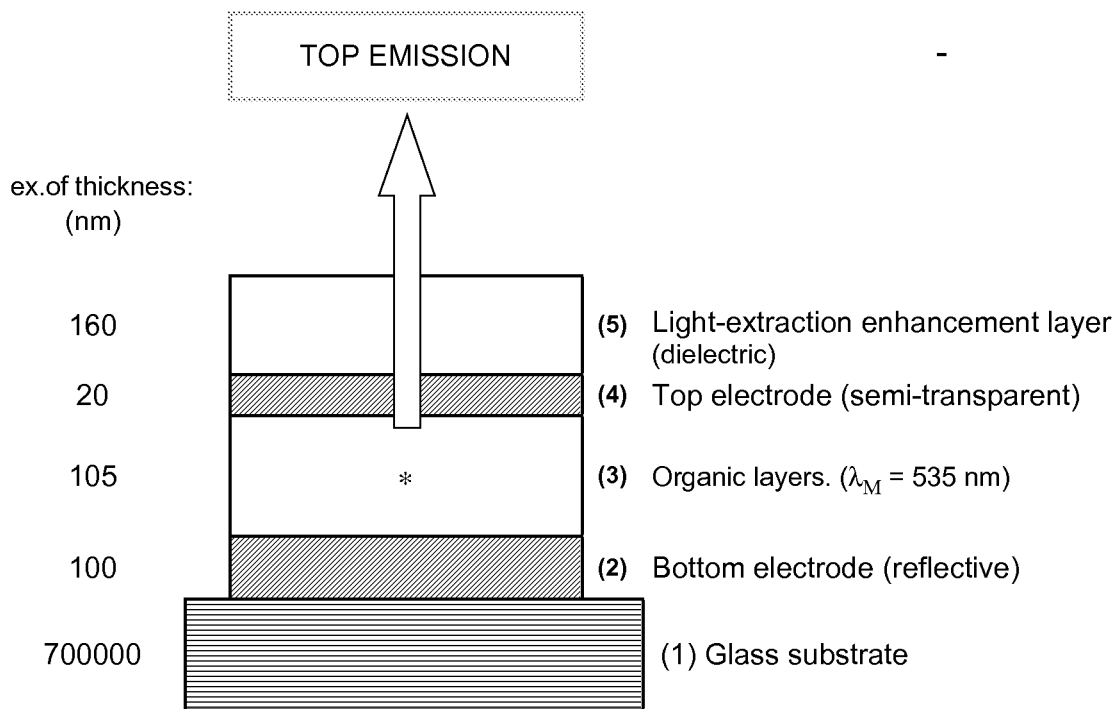 TOP EMISSION
-
ex.of thickness:
(nm)
160
(5) Light-extraction enhancement layer
(dielectric)
20
(4) Top electrode (semi-transparent)
105
*
(3) Organic layers. (λM = 535 nm)
100
(2) Bottom electrode (reflective)
700000
(1) Glass substrate